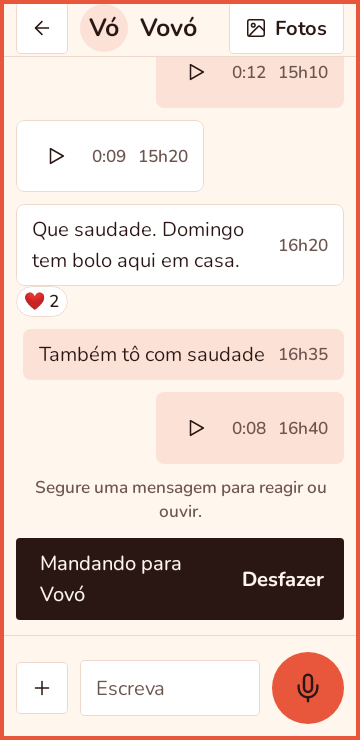 Vó Vovó Fotos
0:12 15h10
0:09 15h20
Que saudade. Domingo
tem bolo aqui em casa.
16h20
2
Também tô com saudade 16h35
0:08 16h40
Segure uma mensagem para reagir ou
ouvir.
Mandando para
Vovó
Desfazer
Escreva